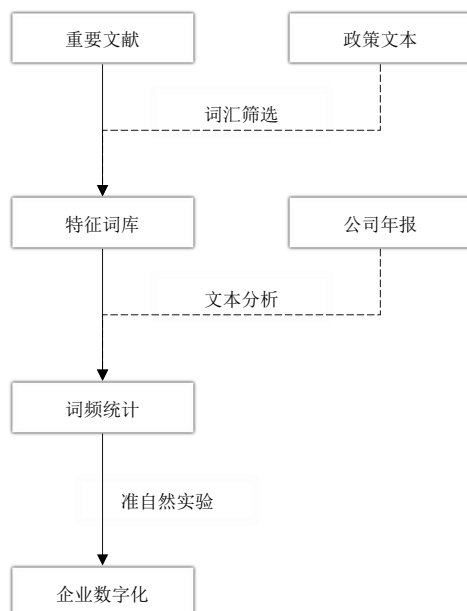 重要文献
政策文本
词汇筛选
特征词库
公司年报
文本分析
词频统计
准自然实验
企业数字化